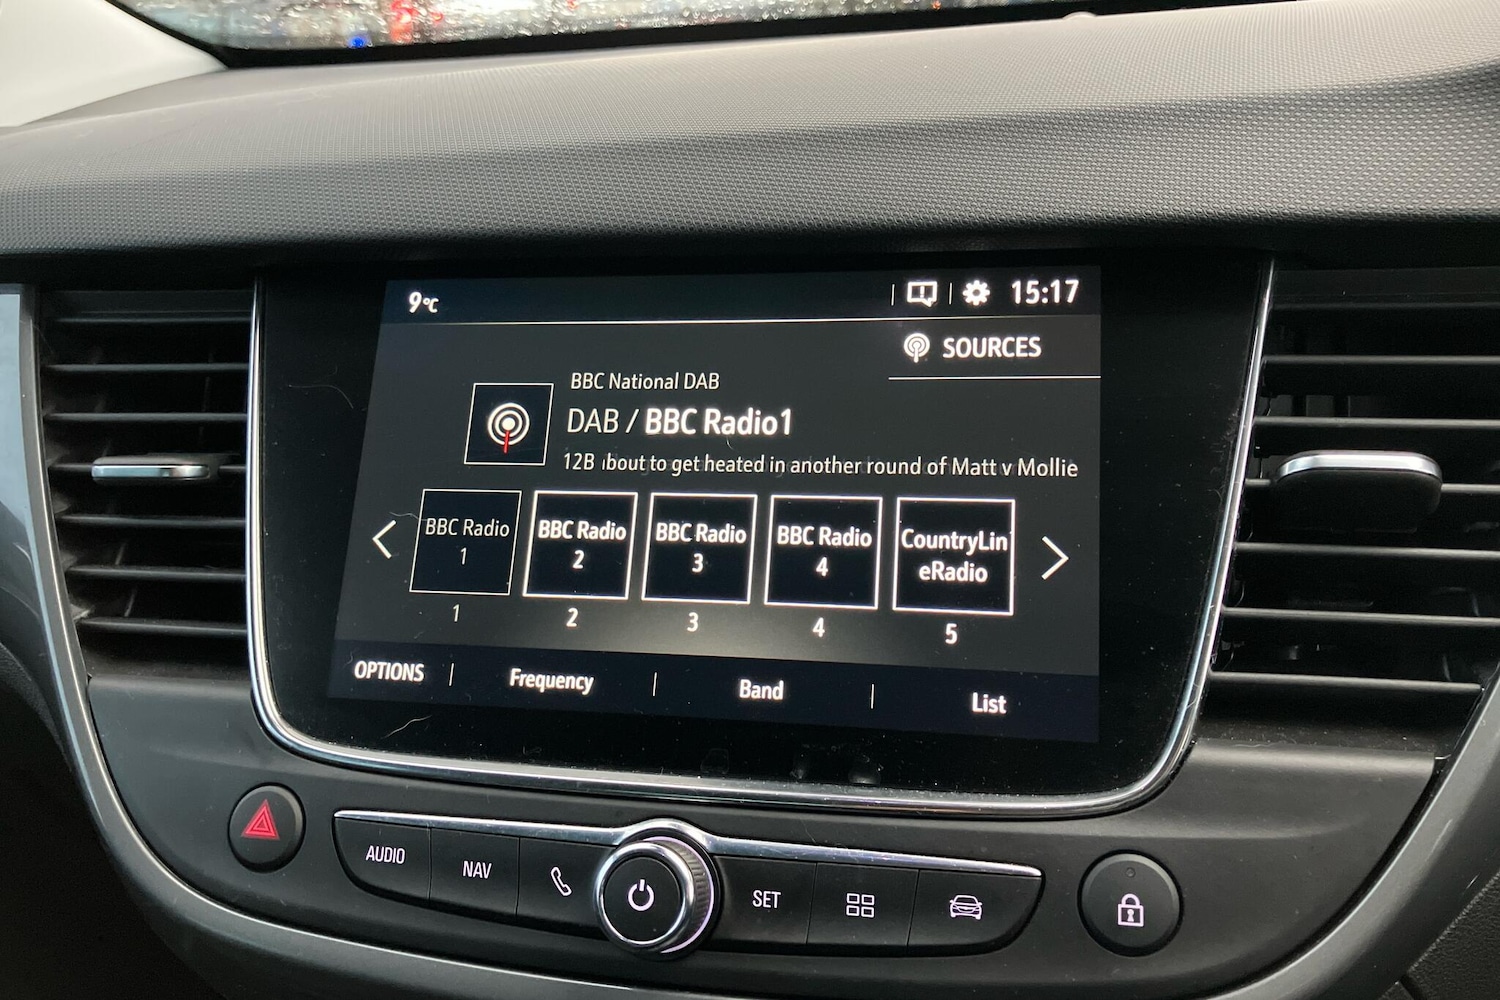 9°C 15:17
SOURCES
BBC National DAB
DAB / BBC Radio1
12B ıbout to get heated in another round of Matt v Mollie
BBC Radio 1
BBC Radio 2
BBC Radio 3
BBC Radio 4
CountryLin eRadio
1 2 3 4 5
OPTIONS Frequency Band List
AUDIO NAV SET